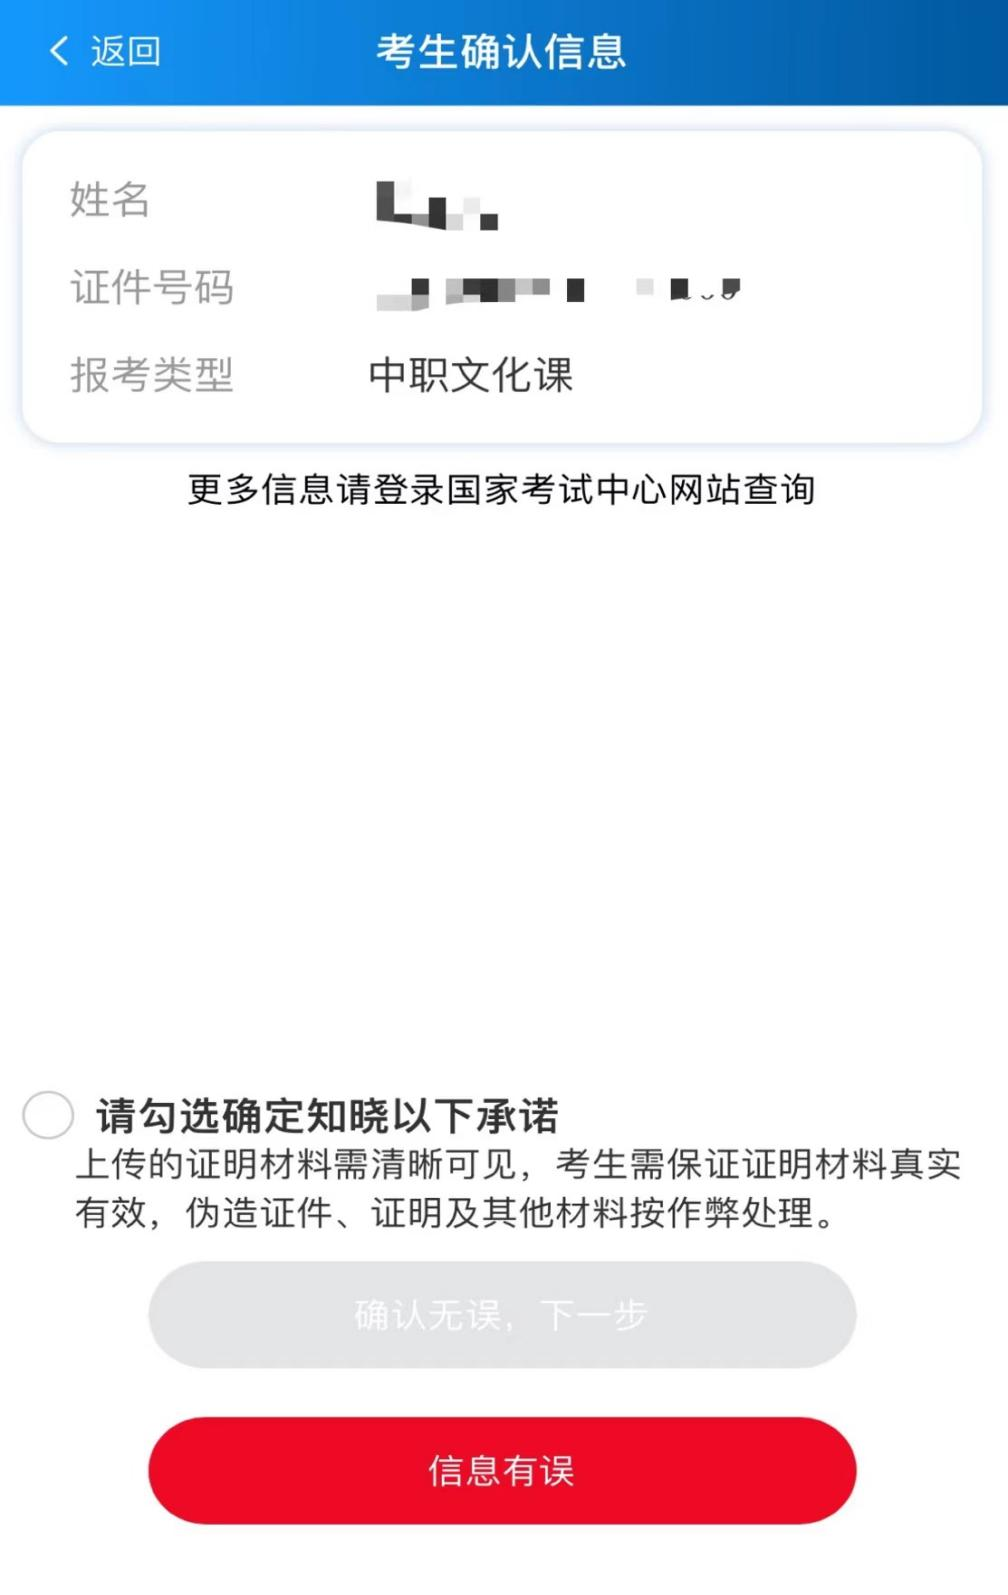 返回 考生确认信息
姓名
证件号码
报考类型 中职文化课
更多信息请登录国家考试中心网站查询
请勾选确定知晓以下承诺
上传的证明材料需清晰可见，考生需保证证明材料真实
有效，伪造证件、证明及其他材料按作弊处理。
确认无误，下一步
信息有误